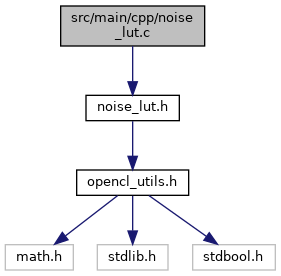 src/main/cpp/noise
_lut.c
noise_lut.h
opencl_utils.h
math.h
stdlib.h
stdbool.h